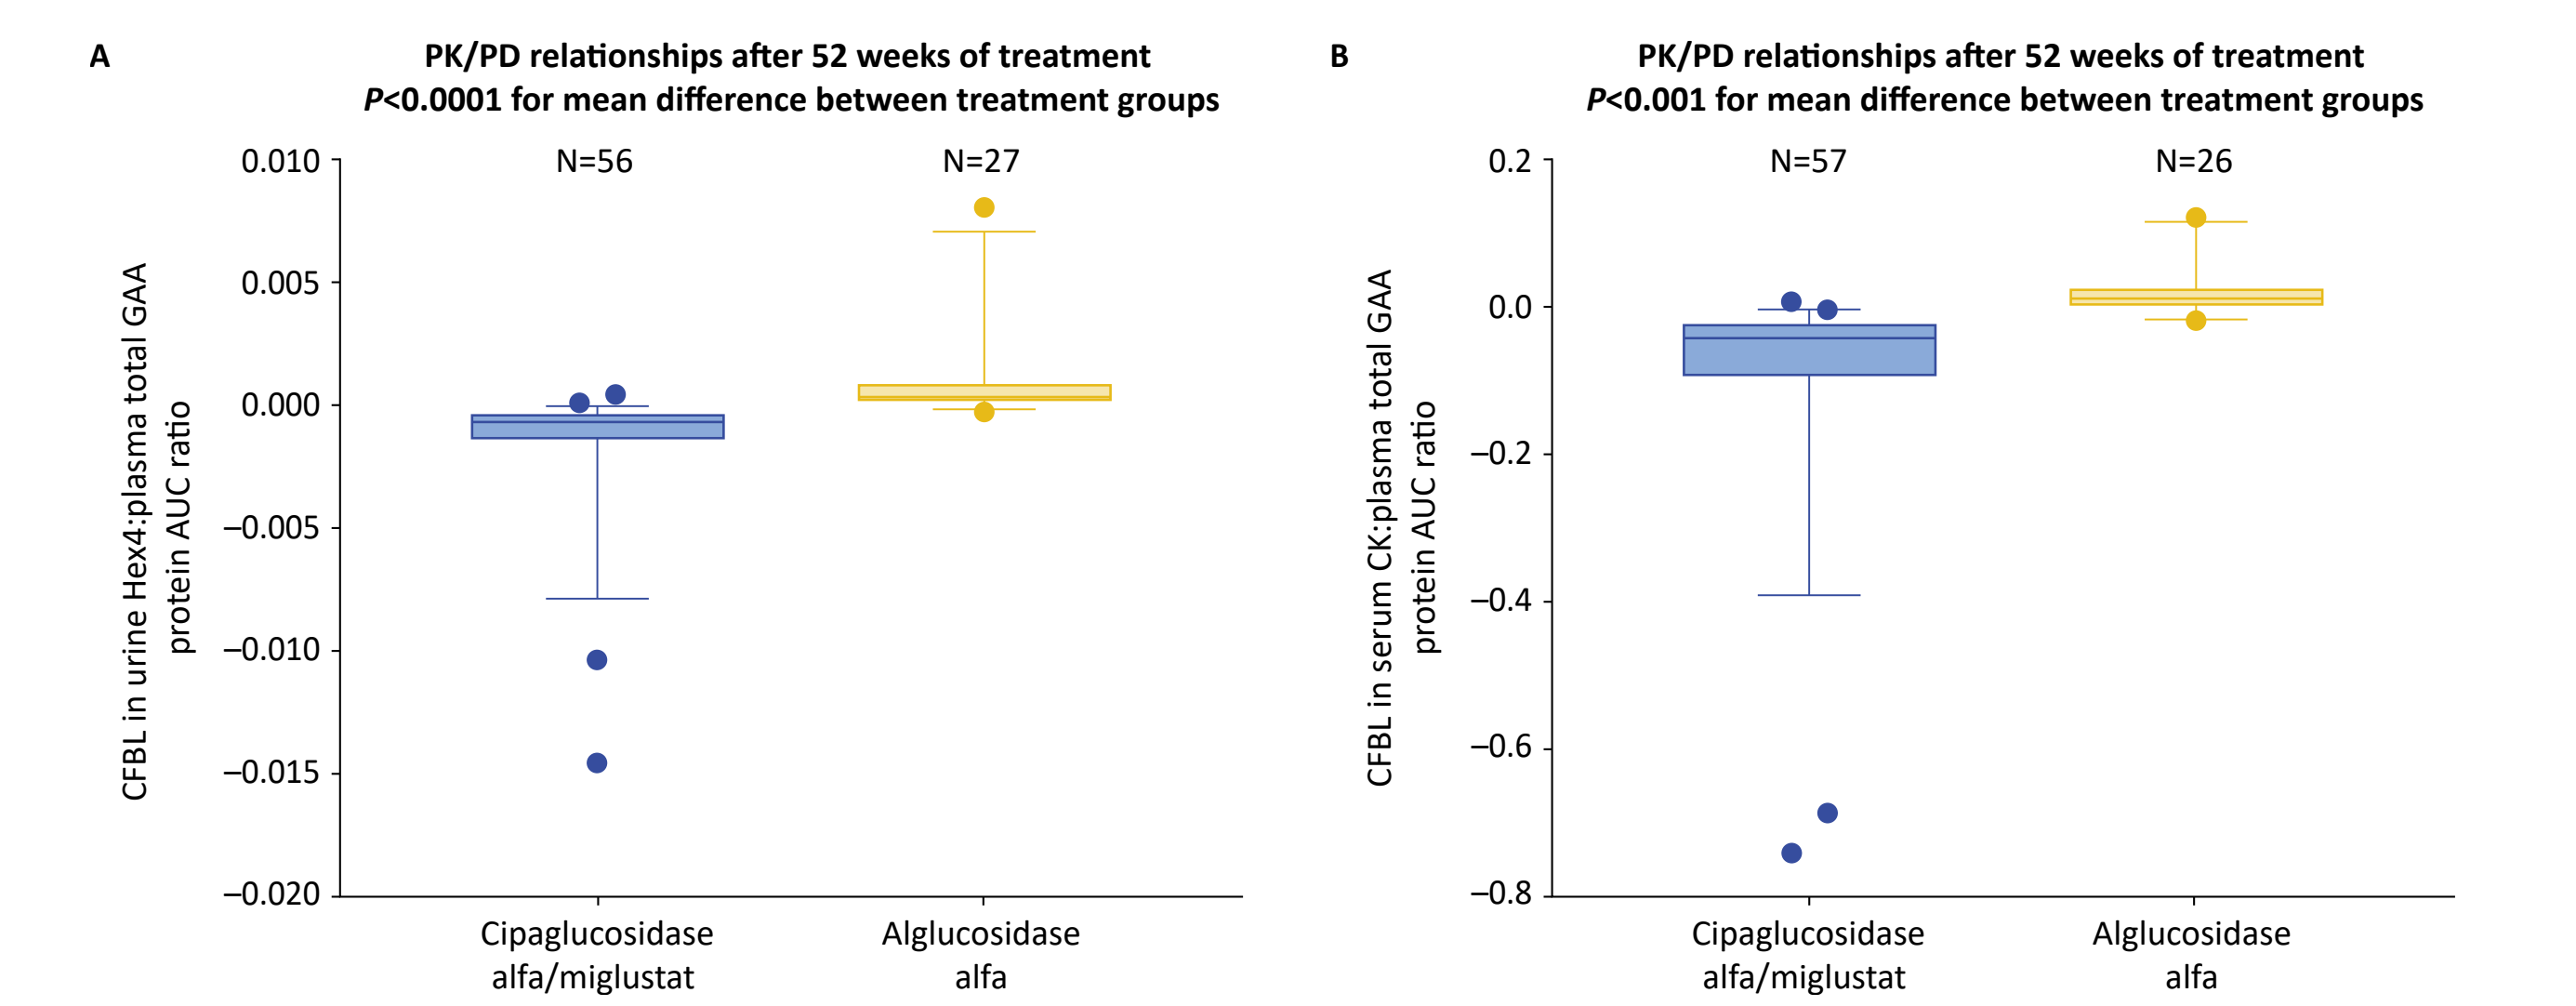 A
PK/PD relationships after 52 weeks of treatment
P<0.0001 for mean difference between treatment groups
N=56
N=27
CFBL in urine Hex4:plasma total GAA
protein AUC ratio
0.010
0.005
0.000
−0.005
−0.010
−0.015
−0.020
Cipaglucosidase
alfa/miglustat
Alglucosidase
alfa
B
PK/PD relationships after 52 weeks of treatment
P<0.001 for mean difference between treatment groups
N=57
N=26
CFBL in serum CK:plasma total GAA
protein AUC ratio
0.2
0.0
−0.2
−0.4
−0.6
−0.8
Cipaglucosidase
alfa/miglustat
Alglucosidase
alfa